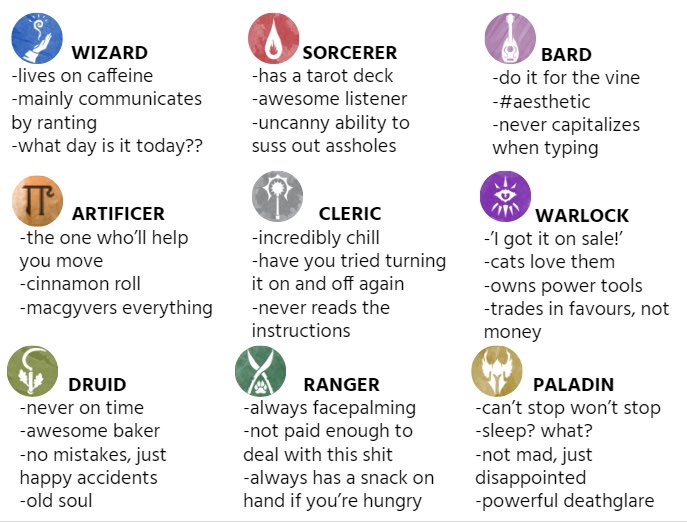 WIZARD
-lives on caffeine
-mainly communicates
by ranting
-what day is it today??
SORCERER
-has a tarot deck
-awesome listener
-uncanny ability to
suss out assholes
BARD
-do it for the vine
-#aesthetic
-never capitalizes
when typing
ARTIFICER
-the one who'll help
you move
-cinnamon roll
-macgyvers everything
CLERIC
-incredibly chill
-have you tried turning
it on and off again
-never reads the
instructions
WARLOCK
-'I got it on sale!'
-cats love them
-owns power tools
-trades in favours, not
money
DRUID
-never on time
-awesome baker
-no mistakes, just
happy accidents
-old soul
RANGER
-always facepalming
-not paid enough to
deal with this shit
-always has a snack on
hand if you're hungry
PALADIN
-can't stop won't stop
-sleep? what?
-not mad, just
disappointed
-powerful deathglare